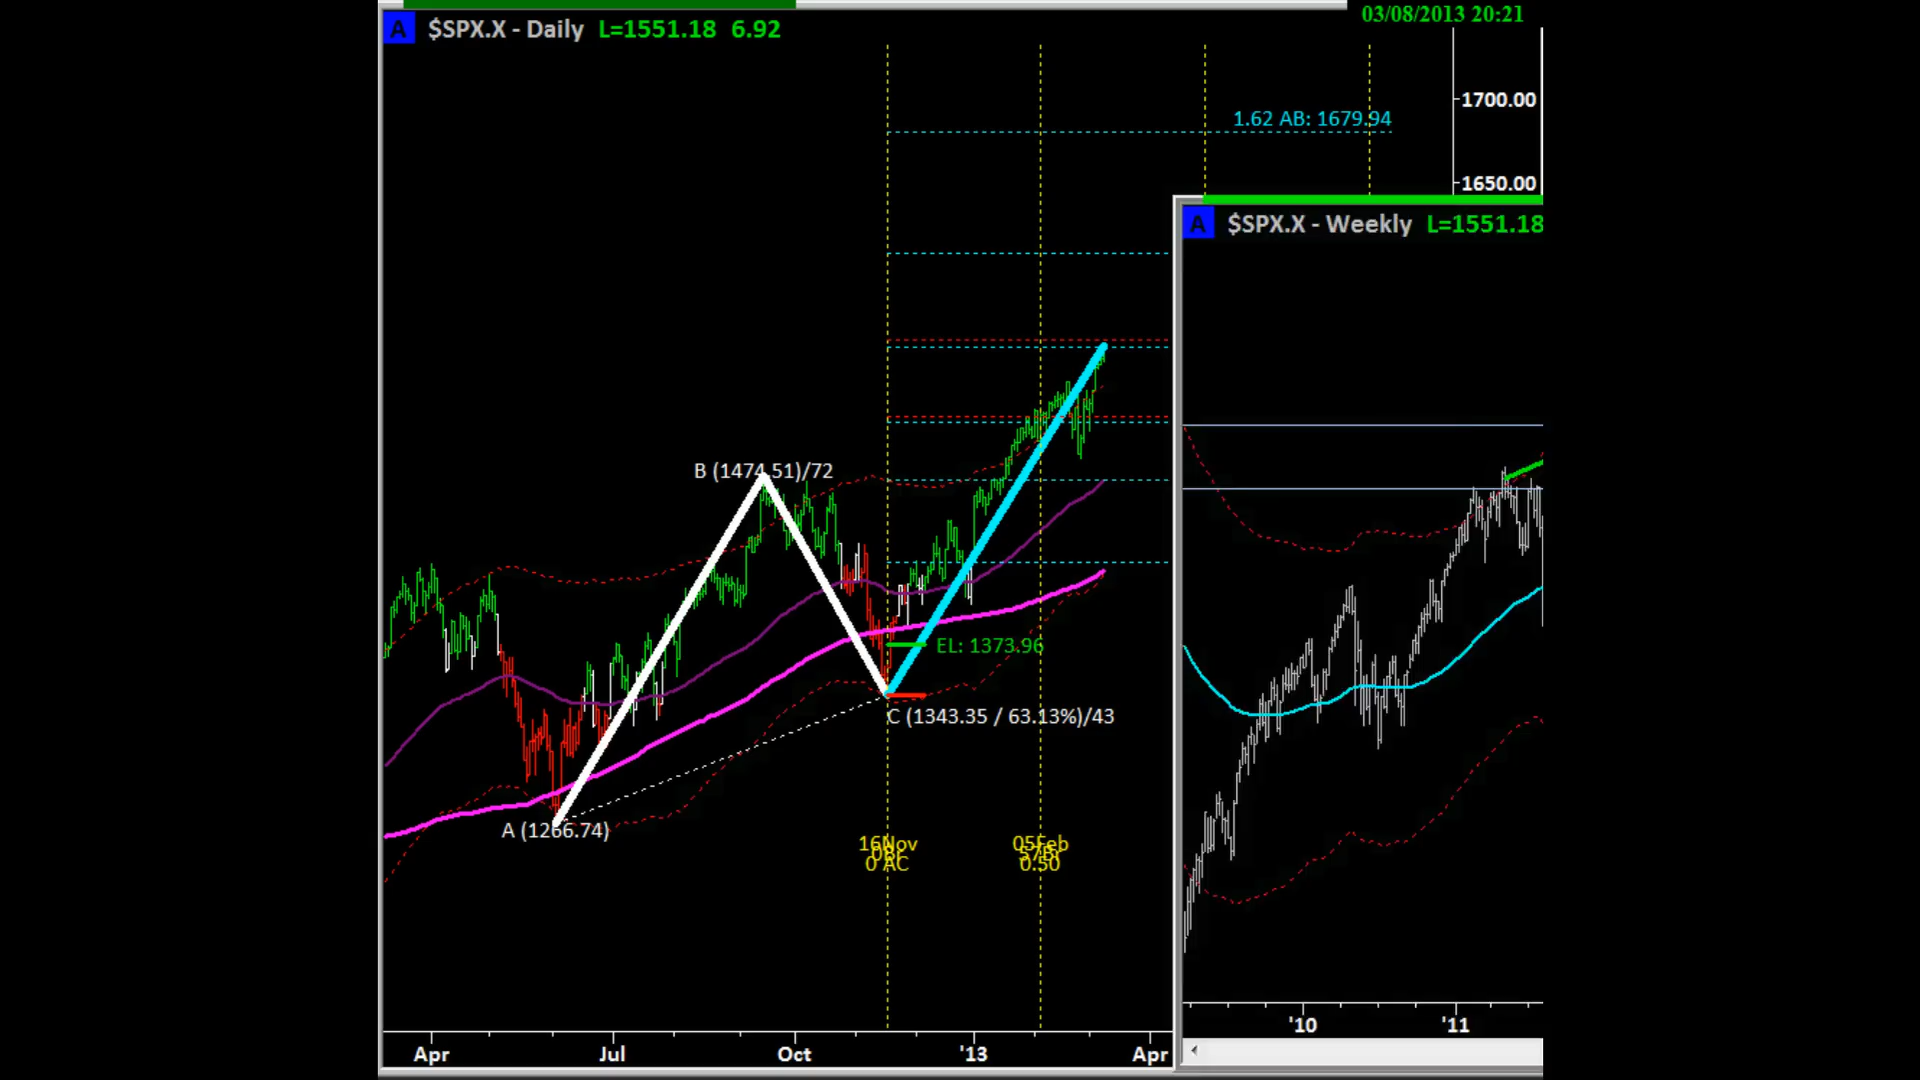 03/08/2013 20:21
A $SPX.X - Daily L=1551.18 6.92
1700.00
1.62 AB: 1679.94
1650.00
A $SPX.X - Weekly L=1551.18
B (1474.51)/72
EL: 1373.96
C (1343.35 / 63.13%)/43
A (1266.74)
16Nov
0 AC
05Feb
0.50
Apr
Jul
Oct
'13
Apr
'10
'11